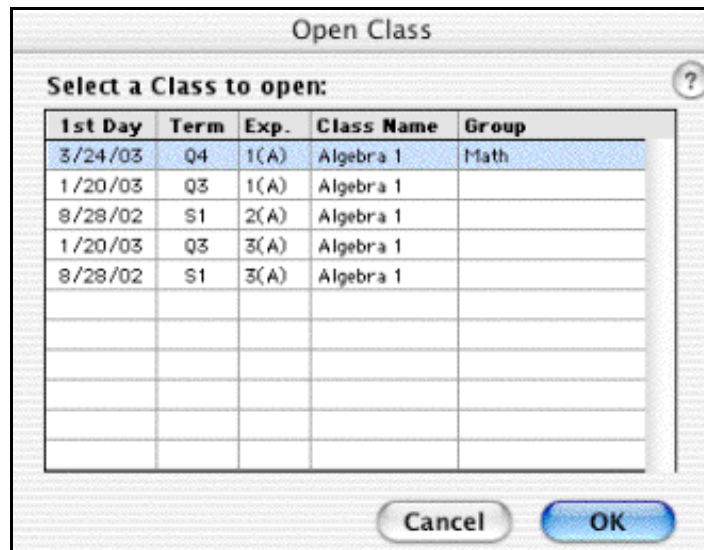 Open Class
?
Select a Class to open:
1st Day Term Exp. Class Name Group
3/24/03 Q4 1(A) Algebra 1 Math
1/20/03 Q3 1(A) Algebra 1
8/28/02 S1 2(A) Algebra 1
1/20/03 Q3 3(A) Algebra 1
8/28/02 S1 3(A) Algebra 1
Cancel OK